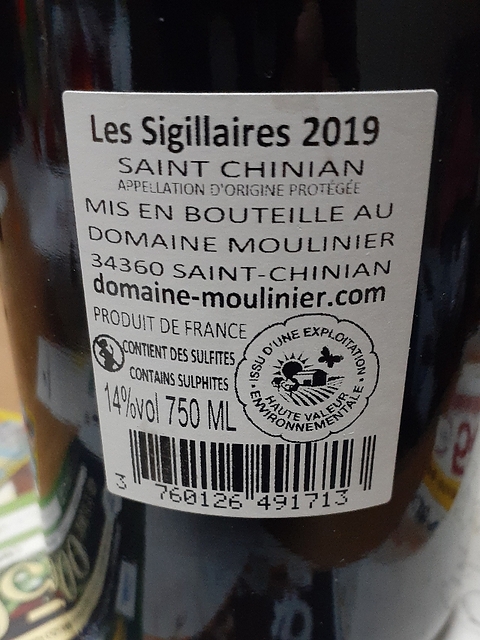 Les Sigillaires 2019
SAINT CHINIAN
APPELLATION D'ORIGINE PROTÉGÉE
MIS EN BOUTEILLE AU
DOMAINE MOULINIER
34360 SAINT-CHINIAN
domaine-moulinier.com
PRODUIT DE FRANCE
CONTIENT DES SULFITES
CONTAINS SULPHITES
14%vol 750 ML
ISSU D'UNE EXPLOITATION
HAUTE VALEUR
ENVIRONNEMENTALE
3 760126 491713